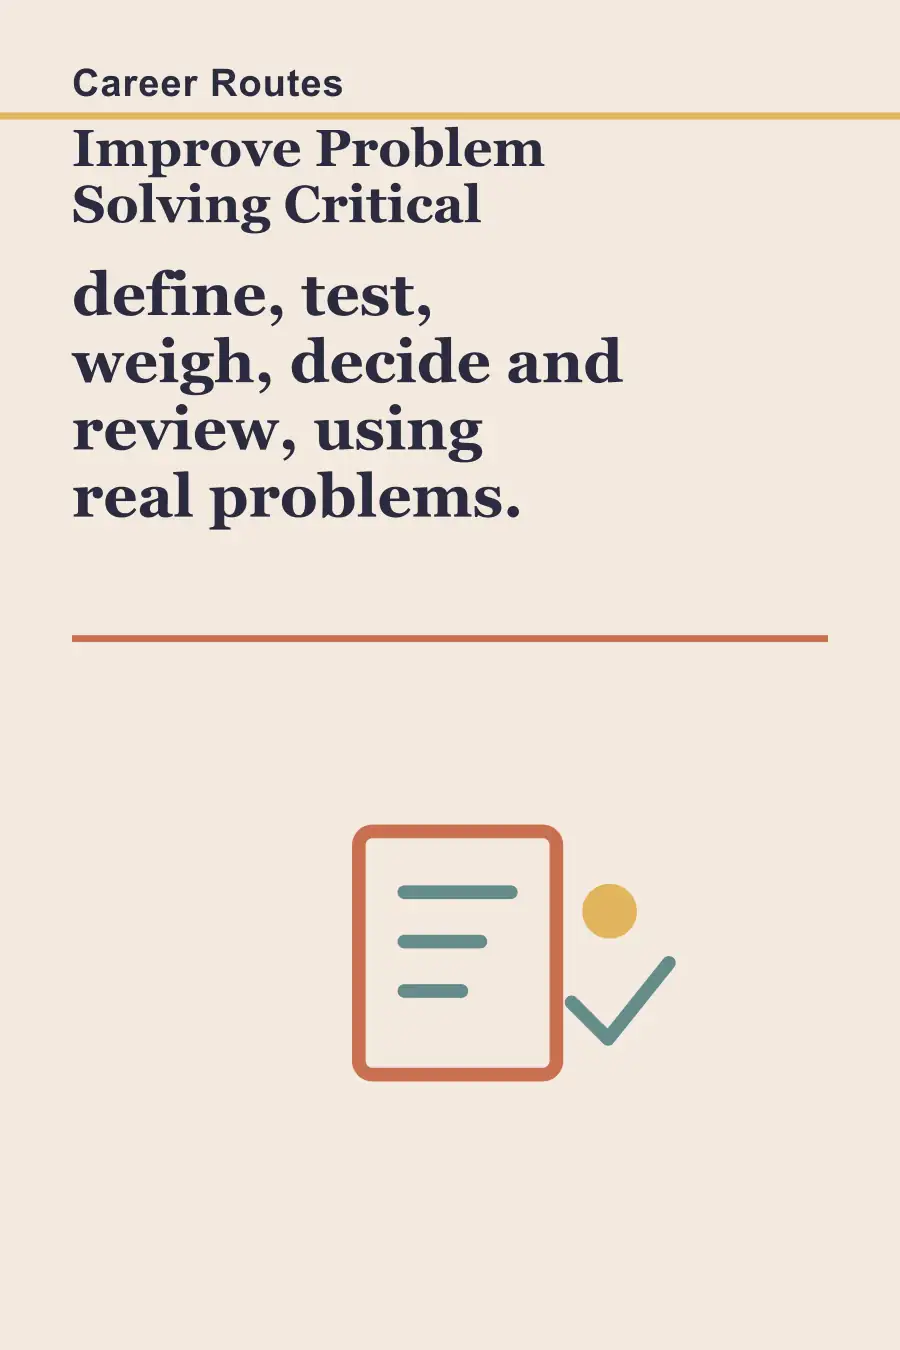 Career Routes
Improve Problem
Solving Critical
define, test,
weigh, decide and
review, using
real problems.